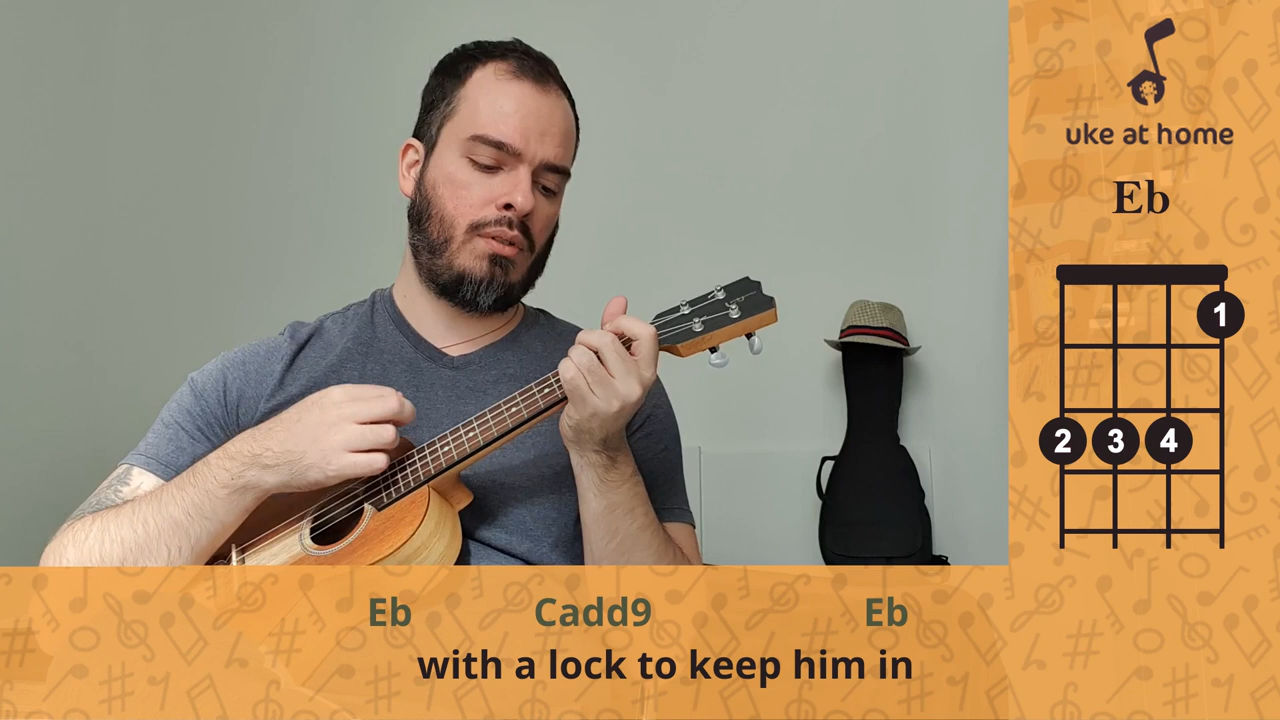 uke at home
Eb
1
2 3 4
Eb Cadd9 Eb
with a lock to keep him in